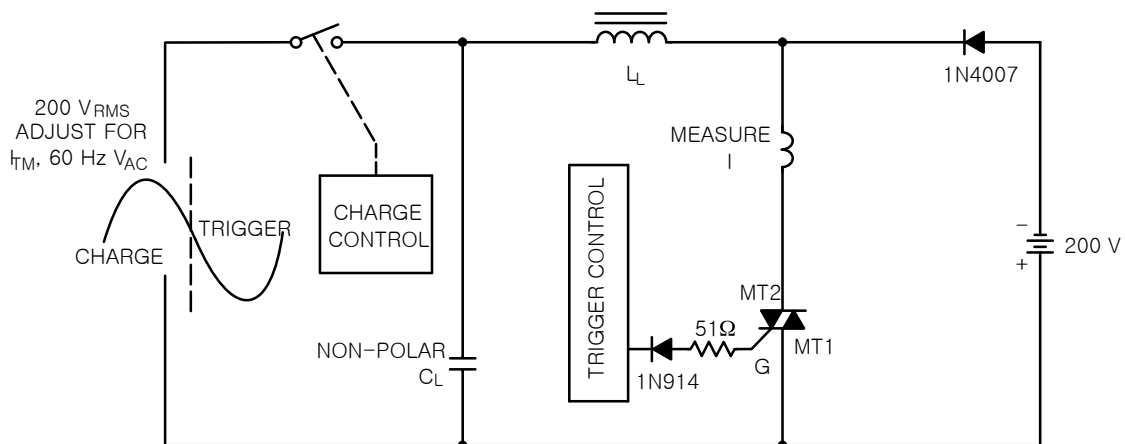 200 VRMS
ADJUST FOR
ITM, 60 Hz VAC
CHARGE
TRIGGER
CHARGE
CONTROL
NON-POLAR
CL
LL
MEASURE
I
TRIGGER CONTROL
1N914
51Ω
G
MT2
MT1
1N4007
-
+
200 V